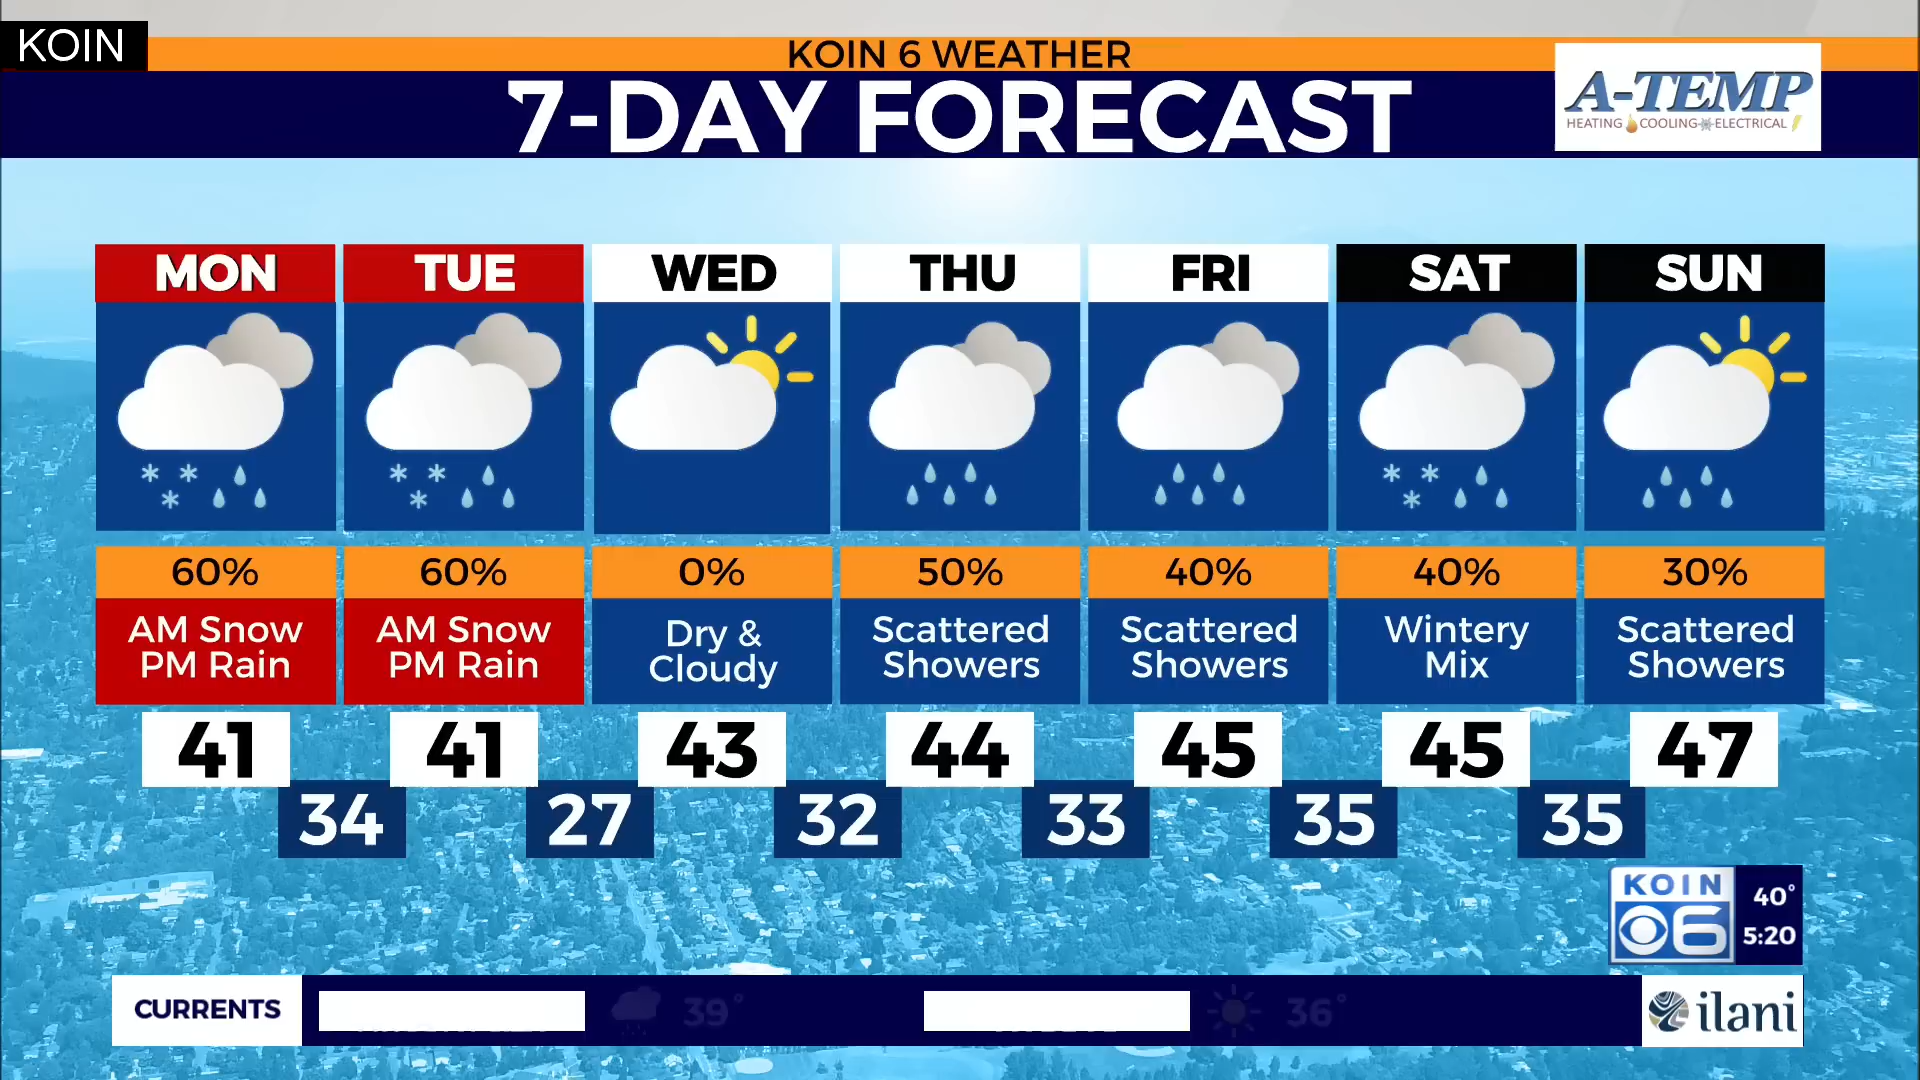 KOIN
KOIN 6 WEATHER
7-DAY FORECAST
A-TEMP
HEATING COOLING ELECTRICAL
MON TUE WED THU FRI SAT SUN
60% 60% 0% 50% 40% 40% 30%
AM Snow
PM Rain
AM Snow
PM Rain
Dry &
Cloudy
Scattered
Showers
Scattered
Showers
Wintery
Mix
Scattered
Showers
41 41 43 44 45 45 47
34 27 32 33 35 35
KOIN
6
40°
5:20
CURRENTS
39°
36°
ilani